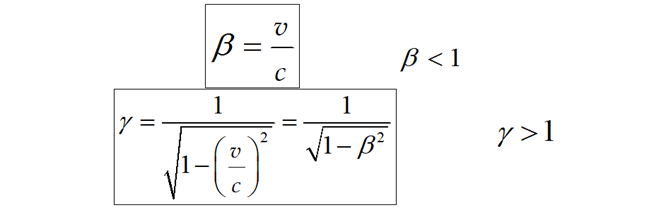 β = v/c
β < 1
γ = 1/√(1−(v/c)²) = 1/√(1−β²)
γ > 1